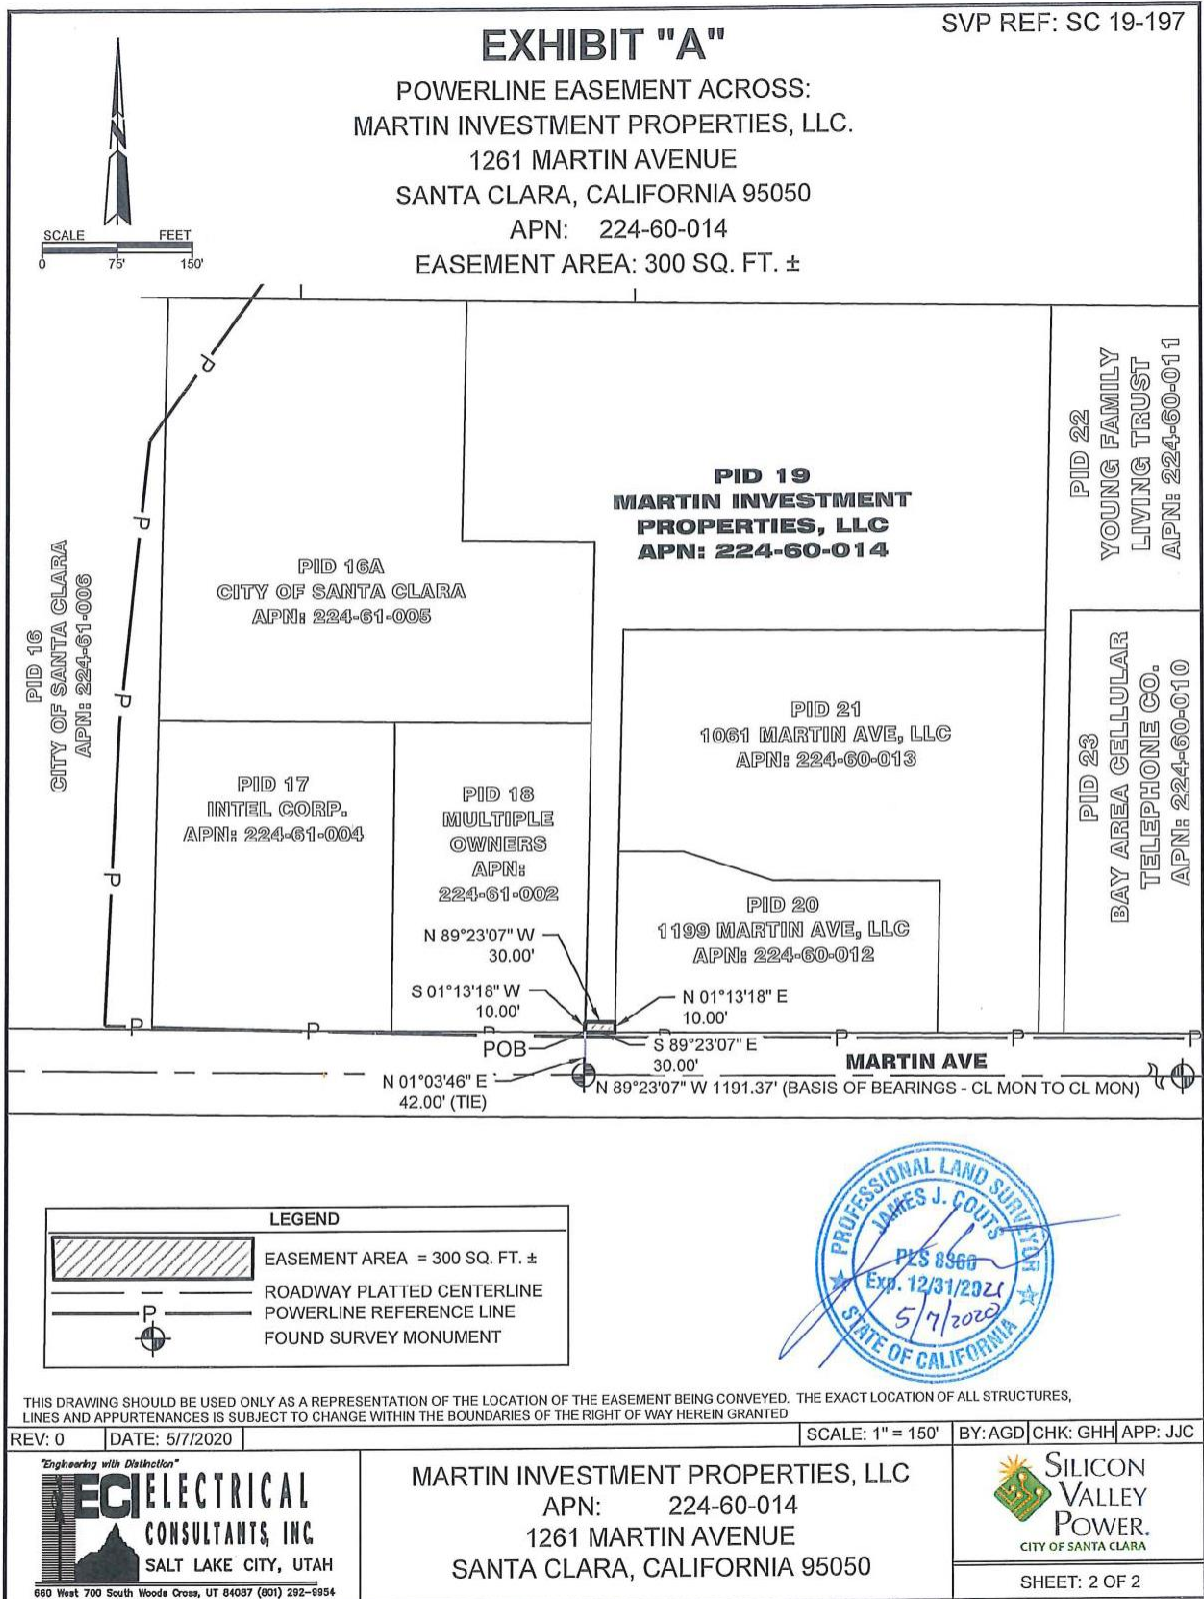 SVP REF: SC 19-197
EXHIBIT "A"
POWERLINE EASEMENT ACROSS:
MARTIN INVESTMENT PROPERTIES, LLC.
1261 MARTIN AVENUE
SANTA CLARA, CALIFORNIA 95050
APN: 224-60-014
EASEMENT AREA: 300 SQ. FT. ±
N
SCALE FEET
0 75' 150'
P
P
P
P
PID 16
CITY OF SANTA CLARA
APN: 224-61-006
PID 16A
CITY OF SANTA CLARA
APN: 224-61-005
PID 19
MARTIN INVESTMENT
PROPERTIES, LLC
APN: 224-60-014
PID 22
YOUNG FAMILY
LIVING TRUST
APN: 224-60-011
PID 21
1061 MARTIN AVE, LLC
APN: 224-60-013
PID 23
BAY AREA CELLULAR
TELEPHONE CO.
APN: 224-60-010
PID 17
INTEL CORP.
APN: 224-61-004
PID 18
MULTIPLE
OWNERS
APN:
224-61-002
PID 20
1199 MARTIN AVE, LLC
APN: 224-60-012
N 89°23'07" W
30.00'
S 01°13'18" W
10.00'
N 01°13'18" E
10.00'
P P P P P P P
POB
S 89°23'07" E
30.00'
MARTIN AVE
N 01°03'46" E
42.00' (TIE)
N 89°23'07" W 1191.37' (BASIS OF BEARINGS - CL MON TO CL MON)
LEGEND
EASEMENT AREA = 300 SQ. FT. ±
ROADWAY PLATTED CENTERLINE
P POWERLINE REFERENCE LINE
FOUND SURVEY MONUMENT
PROFESSIONAL LAND SURVEYOR
JAMES J. COUTS
PLS 8960
Exp. 12/31/2021
5/7/2020
STATE OF CALIFORNIA
THIS DRAWING SHOULD BE USED ONLY AS A REPRESENTATION OF THE LOCATION OF THE EASEMENT BEING CONVEYED. THE EXACT LOCATION OF ALL STRUCTURES,
LINES AND APPURTENANCES IS SUBJECT TO CHANGE WITHIN THE BOUNDARIES OF THE RIGHT OF WAY HEREIN GRANTED
REV: 0 DATE: 5/7/2020 SCALE: 1" = 150' BY: AGD CHK: GHH APP: JJC
"Engineering with Distinction"
ECI ELECTRICAL
CONSULTANTS, INC.
SALT LAKE CITY, UTAH
660 West 700 South Woods Cross, UT 84087 (801) 292-9954
MARTIN INVESTMENT PROPERTIES, LLC
APN: 224-60-014
1261 MARTIN AVENUE
SANTA CLARA, CALIFORNIA 95050
SILICON
VALLEY
POWER.
CITY OF SANTA CLARA
SHEET: 2 OF 2